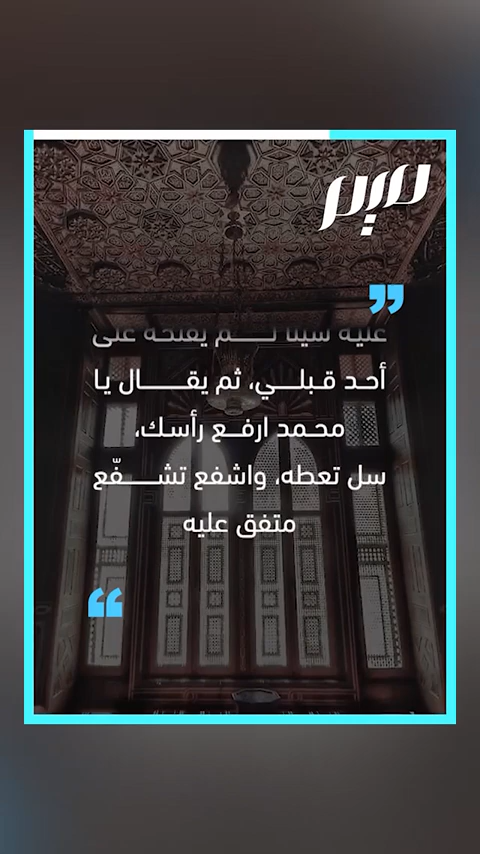 سير
عليه شيئا لم يفتحه على
أحد قبلي، ثم يقال يا
محمد ارفع رأسك،
سل تعطه، واشفع تشفّع
متفق عليه